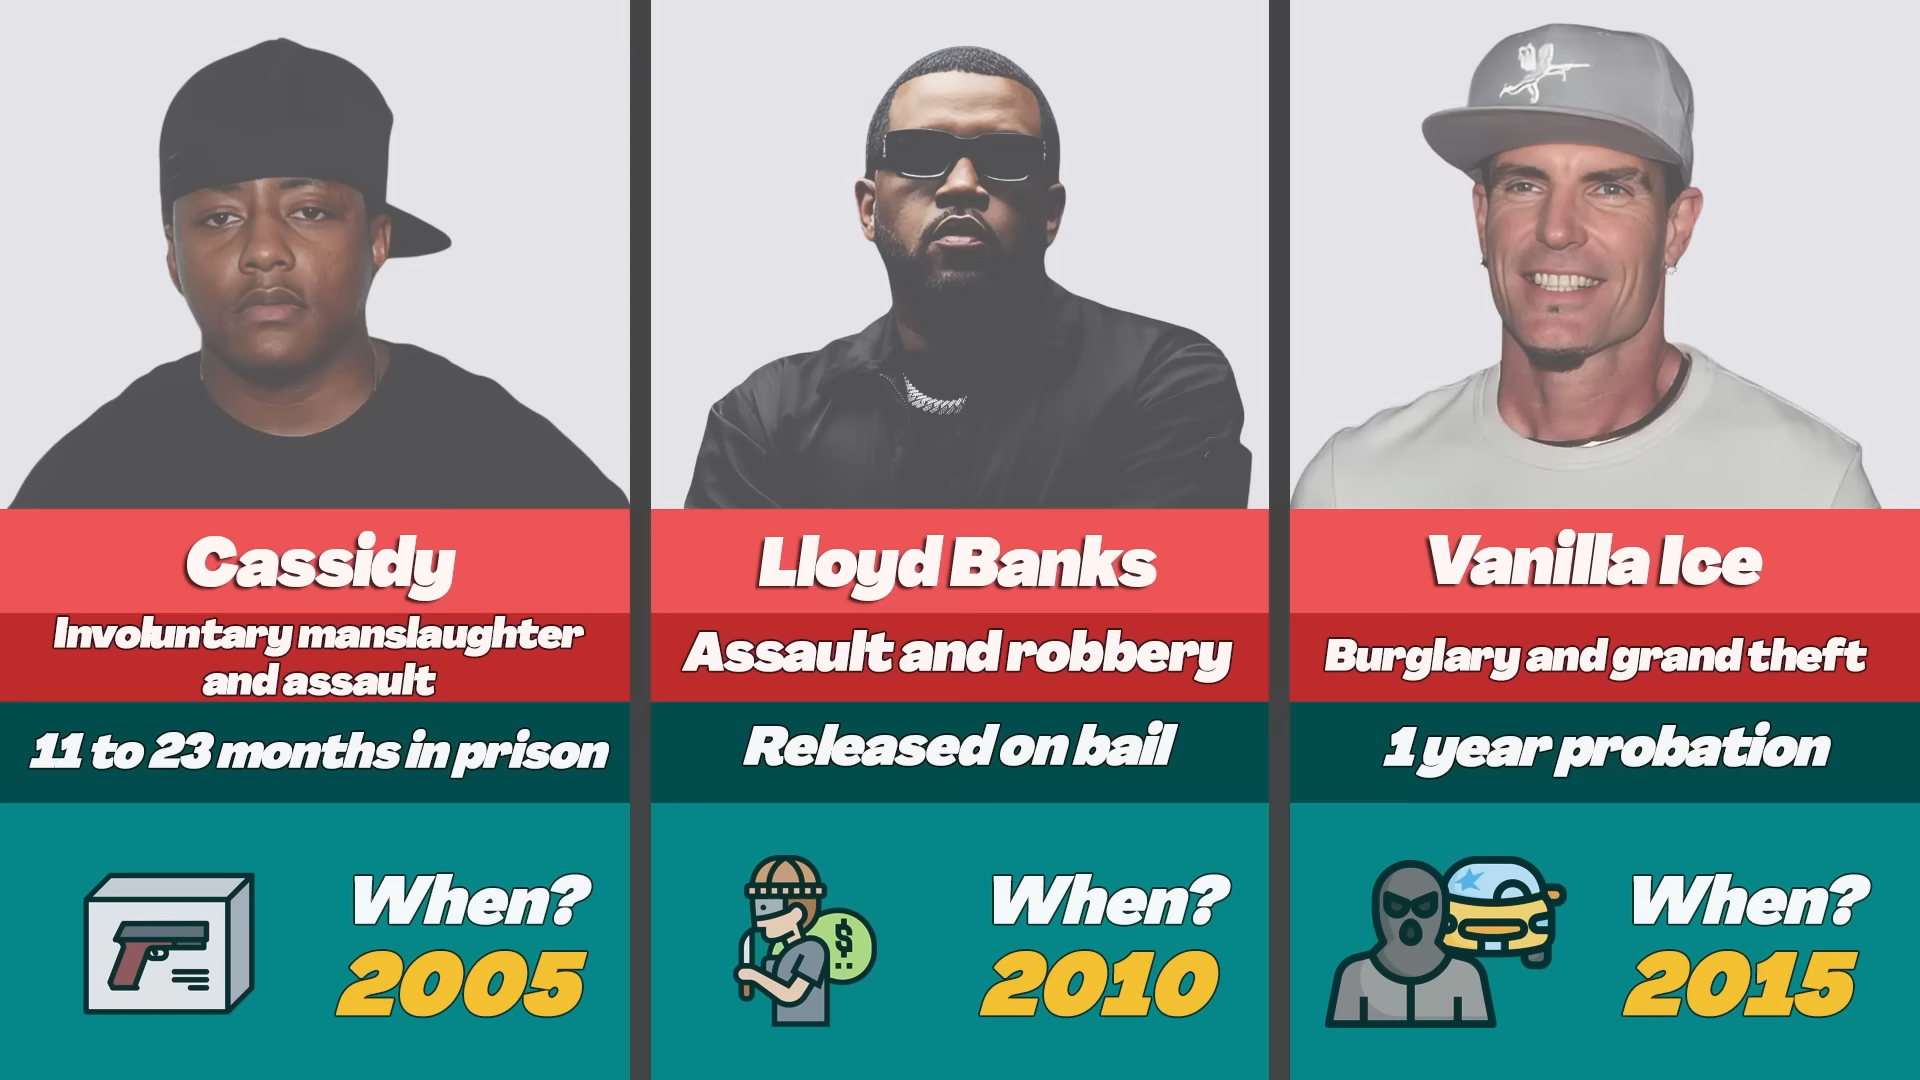 Cassidy
Involuntary manslaughter
and assault
11 to 23 months in prison
When?
2005
Lloyd Banks
Assault and robbery
Released on bail
$
When?
2010
Vanilla Ice
Burglary and grand theft
1 year probation
When?
2015